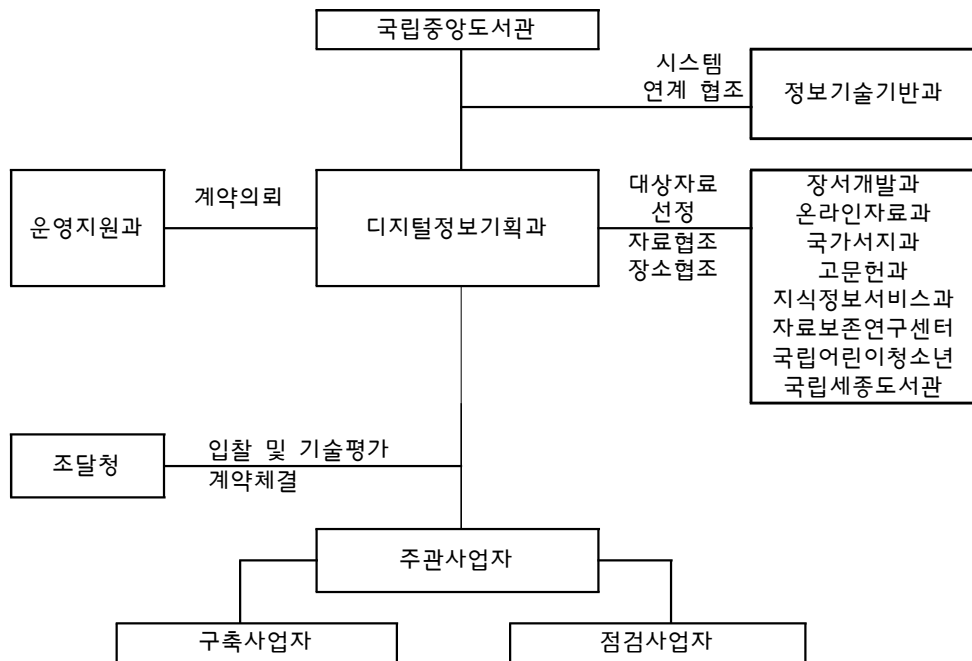 국립중앙도서관
시스템
연계 협조
정보기술기반과
운영지원과
계약의뢰
디지털정보기획과
대상자료
선정
자료협조
장소협조
장서개발과
온라인자료과
국가서지과
고문헌과
지식정보서비스과
자료보존연구센터
국립어린이청소년
국립세종도서관
조달청
입찰 및 기술평가
계약체결
주관사업자
구축사업자
점검사업자